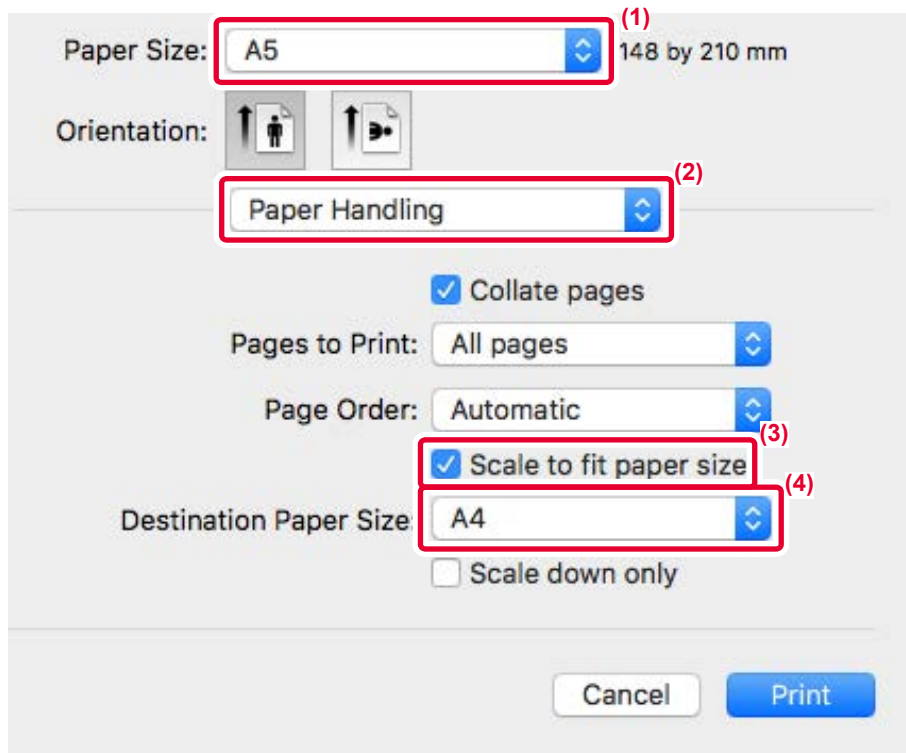 (1)
Paper Size: A5 148 by 210 mm
Orientation:
(2)
Paper Handling
Collate pages
Pages to Print: All pages
Page Order: Automatic
(3)
Scale to fit paper size
(4)
Destination Paper Size: A4
Scale down only
Cancel Print